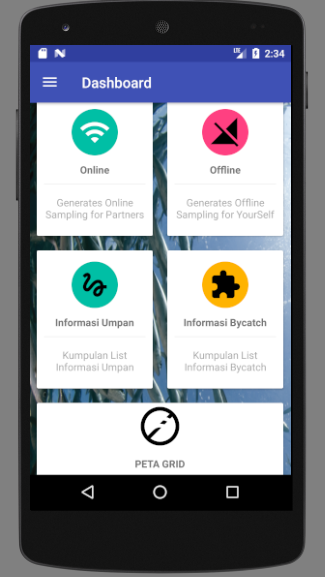 LTE 2:34
Dashboard
Online
Offline
Generates Online
Sampling for Partners
Generates Offline
Sampling for YourSelf
Informasi Umpan
Informasi Bycatch
Kumpulan List
Informasi Umpan
Kumpulan List
Informasi Bycatch
PETA GRID